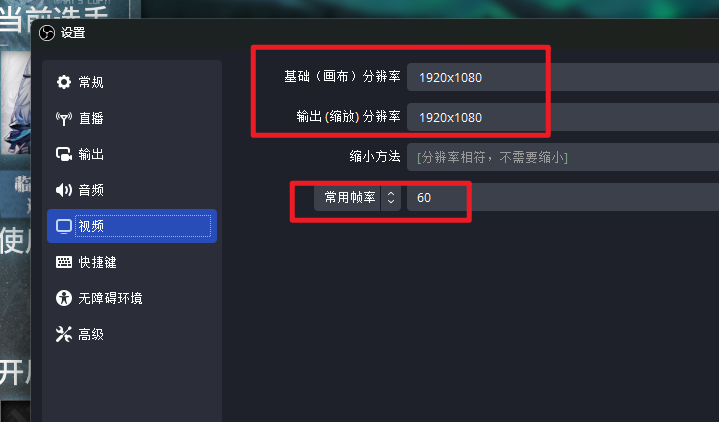 当前选手
设置
常规
直播
输出
音频
视频
快捷键
无障碍环境
高级
基础（画布）分辨率 1920x1080
输出(缩放)分辨率 1920x1080
缩小方法 [分辨率相符，不需要缩小]
常用帧率 60
临
使
开